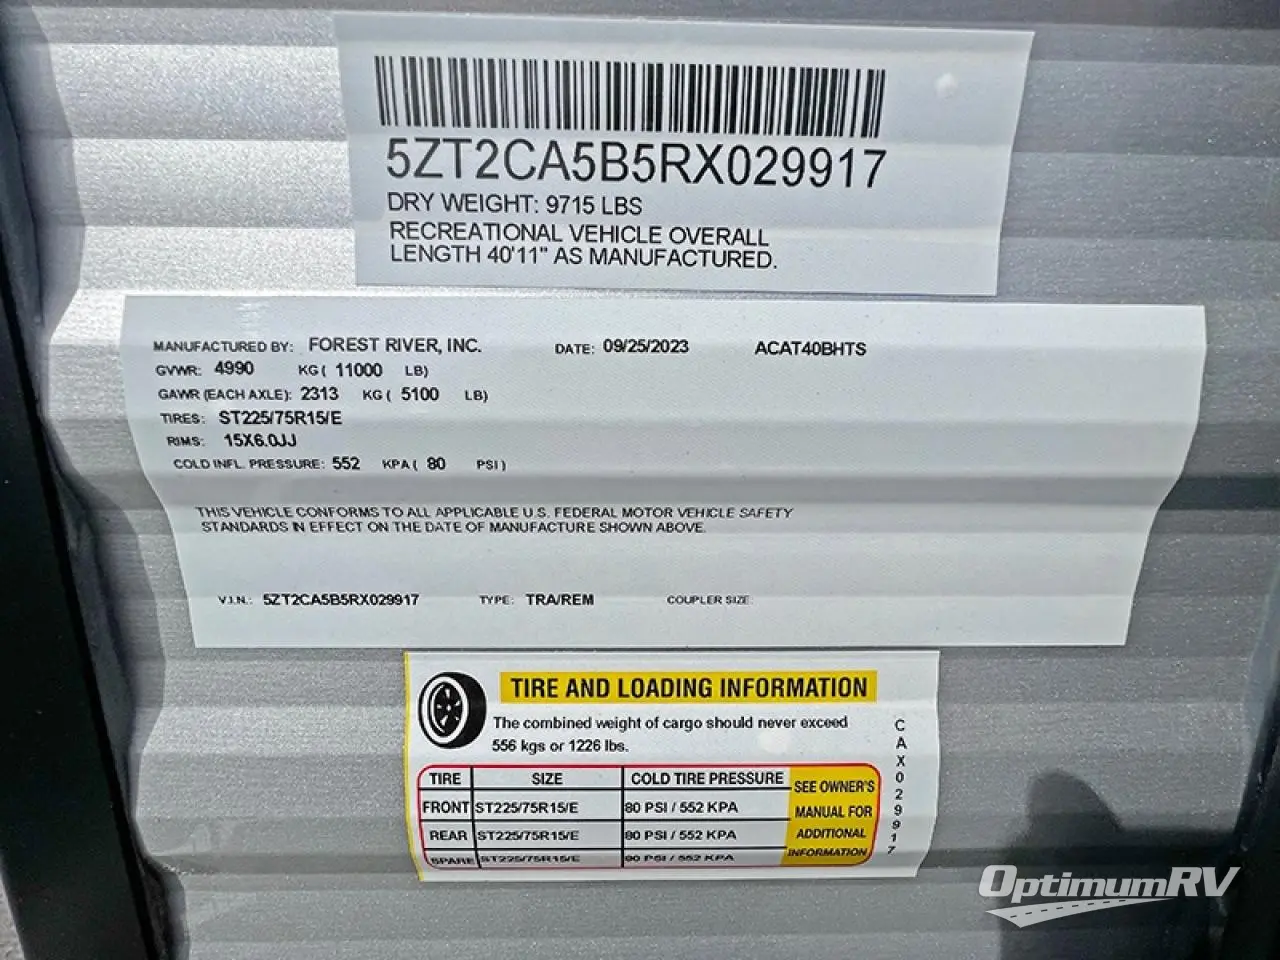 5ZT2CA5B5RX029917
DRY WEIGHT: 9715 LBS
RECREATIONAL VEHICLE OVERALL
LENGTH 40'11" AS MANUFACTURED.
MANUFACTURED BY: FOREST RIVER, INC. DATE: 09/25/2023 ACAT40BHTS
GVWR: 4990 KG ( 11000 LB)
GAWR (EACH AXLE): 2313 KG ( 5100 LB)
TIRES: ST225/75R15/E
RIMS: 15X6.0JJ
COLD INFL. PRESSURE: 552 KPA ( 80 PSI )
THIS VEHICLE CONFORMS TO ALL APPLICABLE U.S. FEDERAL MOTOR VEHICLE SAFETY
STANDARDS IN EFFECT ON THE DATE OF MANUFACTURE SHOWN ABOVE.
V.I.N.: 5ZT2CA5B5RX029917 TYPE: TRA/REM COUPLER SIZE:
TIRE AND LOADING INFORMATION
The combined weight of cargo should never exceed
556 kgs or 1226 lbs.
TIRE SIZE COLD TIRE PRESSURE
FRONT ST225/75R15/E 80 PSI / 552 KPA
REAR ST225/75R15/E 80 PSI / 552 KPA
SPARE ST225/75R15/E 80 PSI / 552 KPA
SEE OWNER'S
MANUAL FOR
ADDITIONAL
INFORMATION
CAX029917
OptimumRV